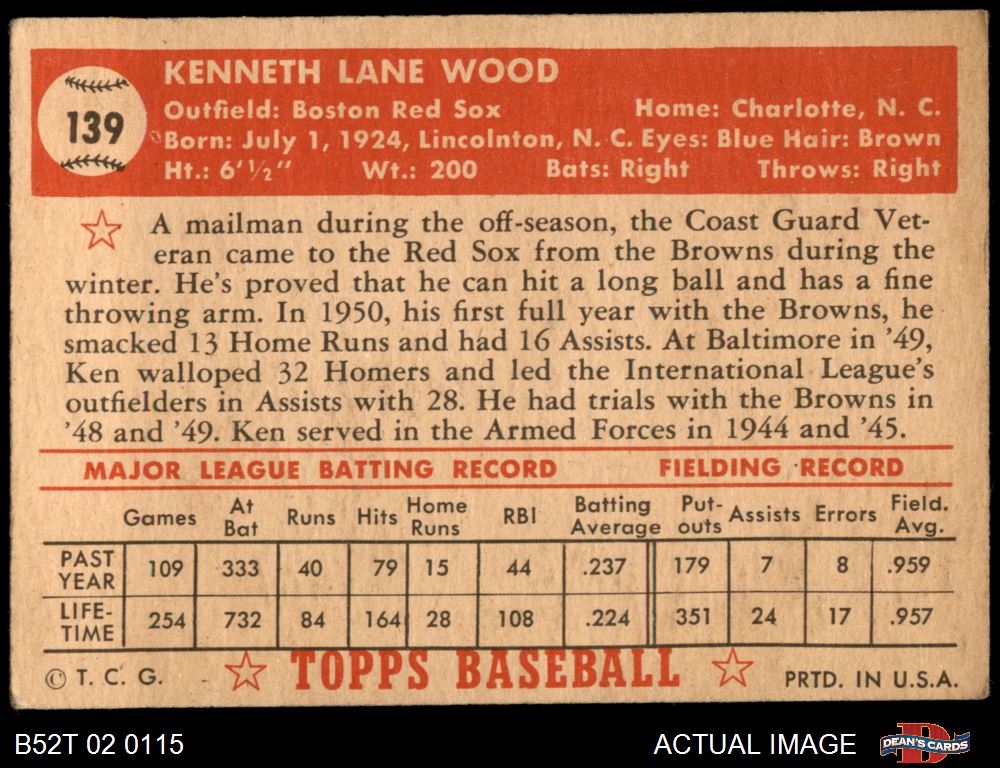 139
KENNETH LANE WOOD
Outfield: Boston Red Sox Home: Charlotte, N. C.
Born: July 1, 1924, Lincolnton, N. C. Eyes: Blue Hair: Brown
Ht.: 6'½" Wt.: 200 Bats: Right Throws: Right
A mailman during the off-season, the Coast Guard Vet-
eran came to the Red Sox from the Browns during the
winter. He's proved that he can hit a long ball and has a fine
throwing arm. In 1950, his first full year with the Browns, he
smacked 13 Home Runs and had 16 Assists. At Baltimore in '49,
Ken walloped 32 Homers and led the International League's
outfielders in Assists with 28. He had trials with the Browns in
'48 and '49. Ken served in the Armed Forces in 1944 and '45.
MAJOR LEAGUE BATTING RECORD FIELDING RECORD
Games At Bat Runs Hits Home Runs RBI Batting Average Put-outs Assists Errors Field. Avg.
PAST YEAR 109 333 40 79 15 44 .237 179 7 8 .959
LIFE-TIME 254 732 84 164 28 108 .224 351 24 17 .957
© T. C. G. TOPPS BASEBALL PRTD. IN U.S.A.
B52T 02 0115 ACTUAL IMAGE D DEAN'S CARDS